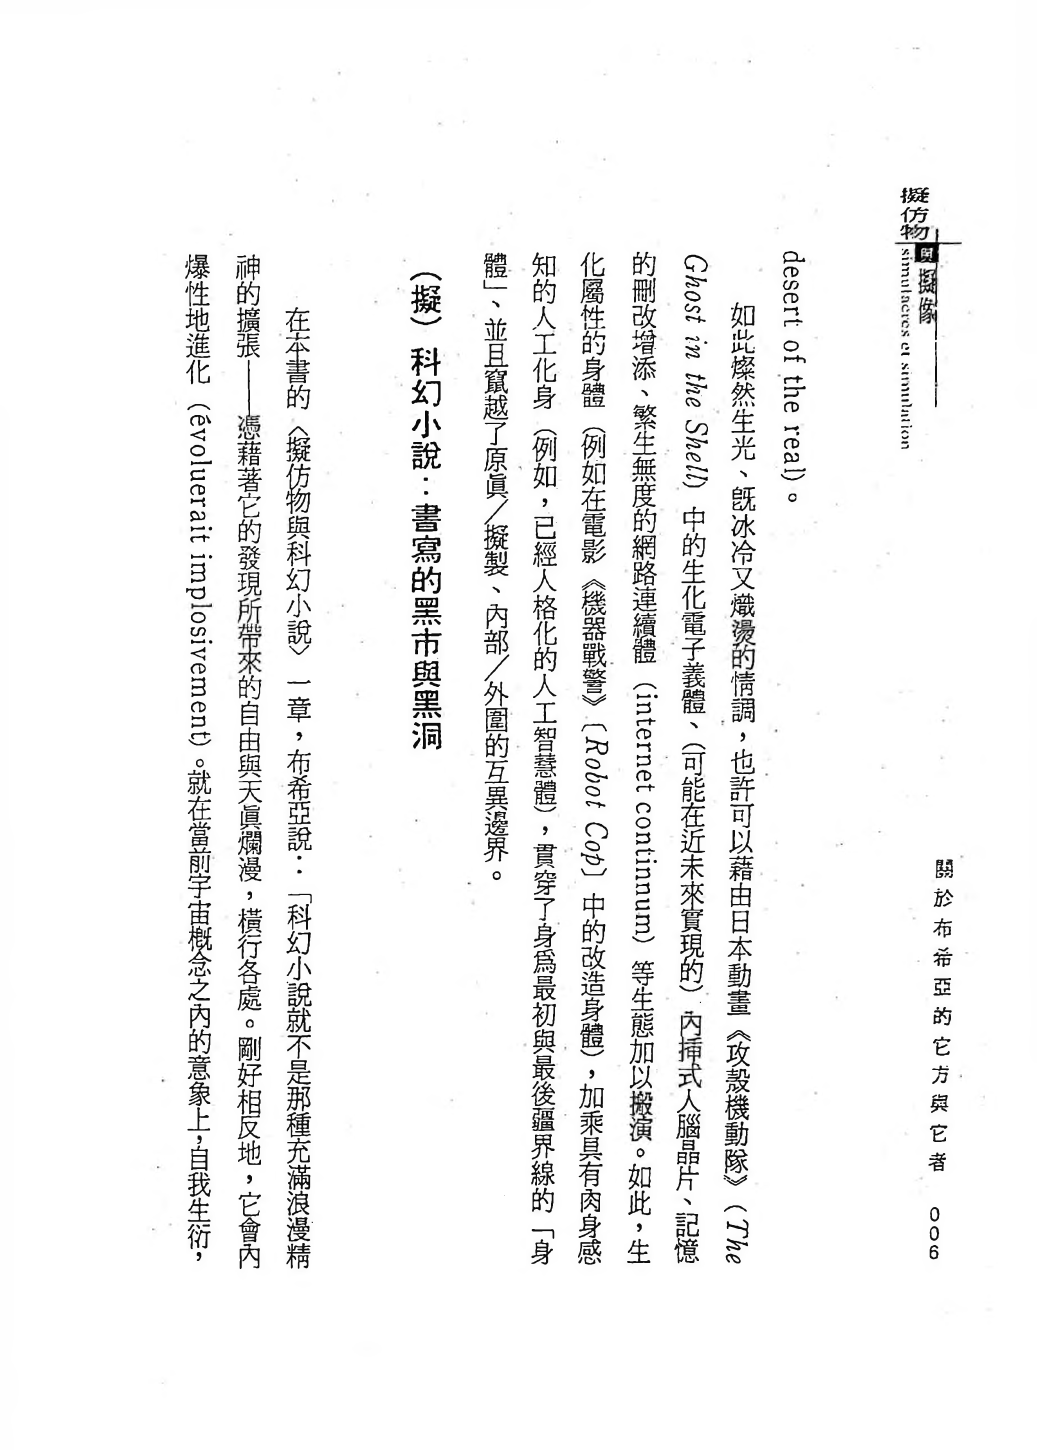 擬仿物與擬像
simulacres et simulation
關於布希亞的它方與它者 006
desert of the real)。
如此燦然生光、既冰冷又熾燙的情調，也許可以藉由日本動畫《攻殼機動隊》（The
Ghost in the Shell）中的生化電子義體、（可能在近未來實現的）內插式人腦晶片、記憶
的刪改增添、繁生無度的網路連續體（internet continnum）等生態加以搬演。如此，生
化屬性的身體（例如在電影《機器戰警》〔Robot Cop〕中的改造身體），加乘具有肉身感
知的人工化身（例如，已經人格化的人工智慧體），貫穿了身為最初與最後疆界線的「身
體」、並且竄越了原眞／擬製、內部／外圍的互異邊界。
（擬）科幻小說：書寫的黑市與黑洞
在本書的〈擬仿物與科幻小說〉一章，布希亞說：「科幻小說就不是那種充滿浪漫精
神的擴張——憑藉著它的發現所帶來的自由與天眞爛漫，橫行各處。剛好相反地，它會內
爆性地進化（évoluerait implosivement）。就在當前宇宙概念之內的意象上，自我生衍，